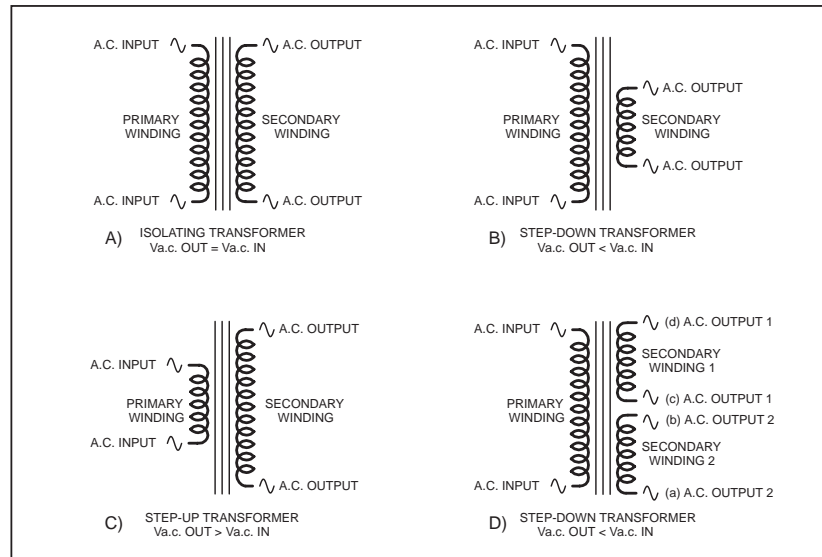 A.C. INPUT
A.C. OUTPUT
PRIMARY
WINDING
SECONDARY
WINDING
A.C. INPUT
A.C. OUTPUT
A)
ISOLATING TRANSFORMER
Va.c. OUT = Va.c. IN
A.C. INPUT
A.C. OUTPUT
PRIMARY
WINDING
SECONDARY
WINDING
A.C. OUTPUT
A.C. INPUT
B)
STEP-DOWN TRANSFORMER
Va.c. OUT < Va.c. IN
A.C. OUTPUT
A.C. INPUT
PRIMARY
WINDING
SECONDARY
WINDING
A.C. INPUT
A.C. OUTPUT
C)
STEP-UP TRANSFORMER
Va.c. OUT > Va.c. IN
A.C. INPUT
(d) A.C. OUTPUT 1
SECONDARY
WINDING 1
PRIMARY
WINDING
(c) A.C. OUTPUT 1
(b) A.C. OUTPUT 2
SECONDARY
WINDING 2
A.C. INPUT
(a) A.C. OUTPUT 2
D)
STEP-DOWN TRANSFORMER
Va.c. OUT < Va.c. IN